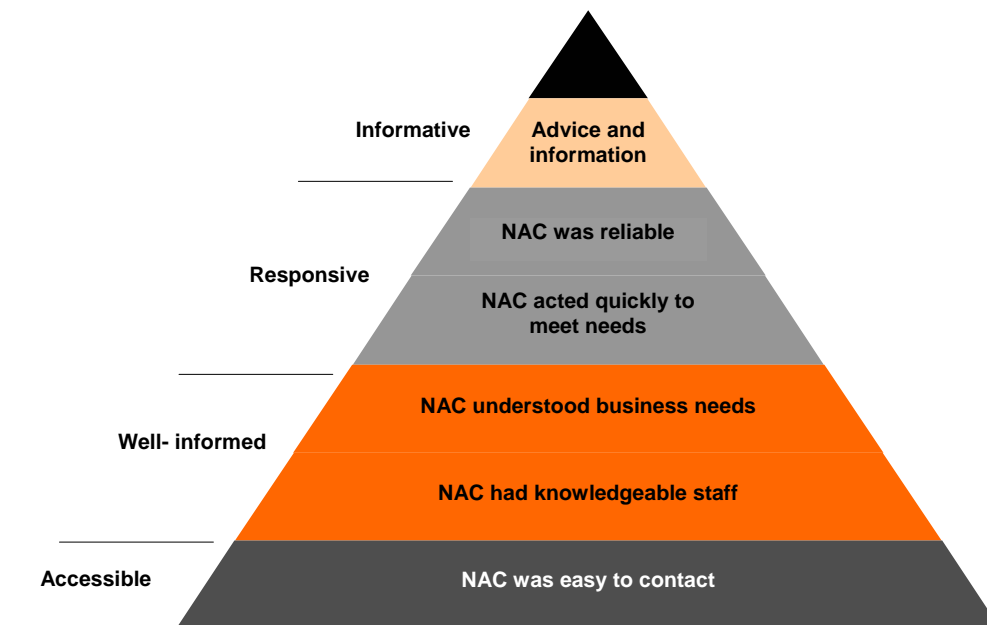 Informative
Advice and
information
NAC was reliable
Responsive
NAC acted quickly to
meet needs
NAC understood business needs
Well- informed
NAC had knowledgeable staff
Accessible
NAC was easy to contact